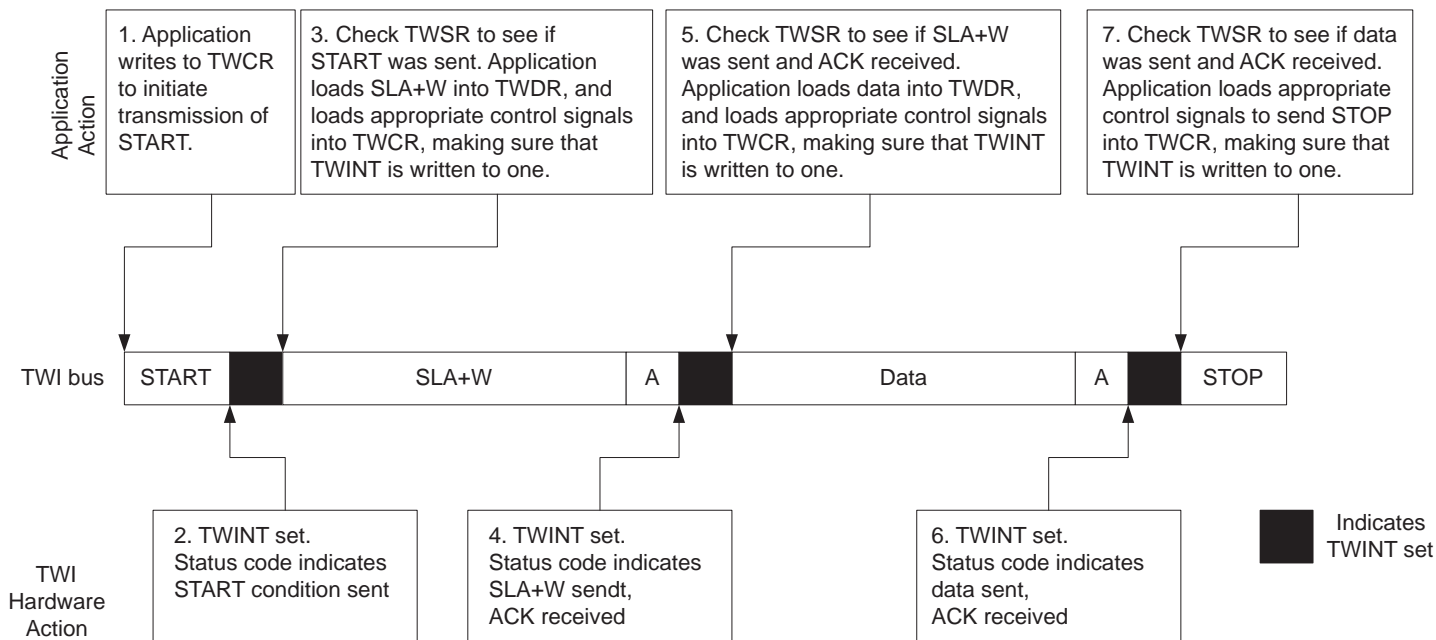 Application
Action
1. Application
writes to TWCR
to initiate
transmission of
START.
3. Check TWSR to see if
START was sent. Application
loads SLA+W into TWDR, and
loads appropriate control signals
into TWCR, making sure that
TWINT is written to one.
5. Check TWSR to see if SLA+W
was sent and ACK received.
Application loads data into TWDR,
and loads appropriate control signals
into TWCR, making sure that TWINT
is written to one.
7. Check TWSR to see if data
was sent and ACK received.
Application loads appropriate
control signals to send STOP
into TWCR, making sure that
TWINT is written to one.
TWI bus
START
SLA+W
A
Data
A
STOP
TWI
Hardware
Action
2. TWINT set.
Status code indicates
START condition sent
4. TWINT set.
Status code indicates
SLA+W sendt,
ACK received
6. TWINT set.
Status code indicates
data sent,
ACK received
Indicates
TWINT set